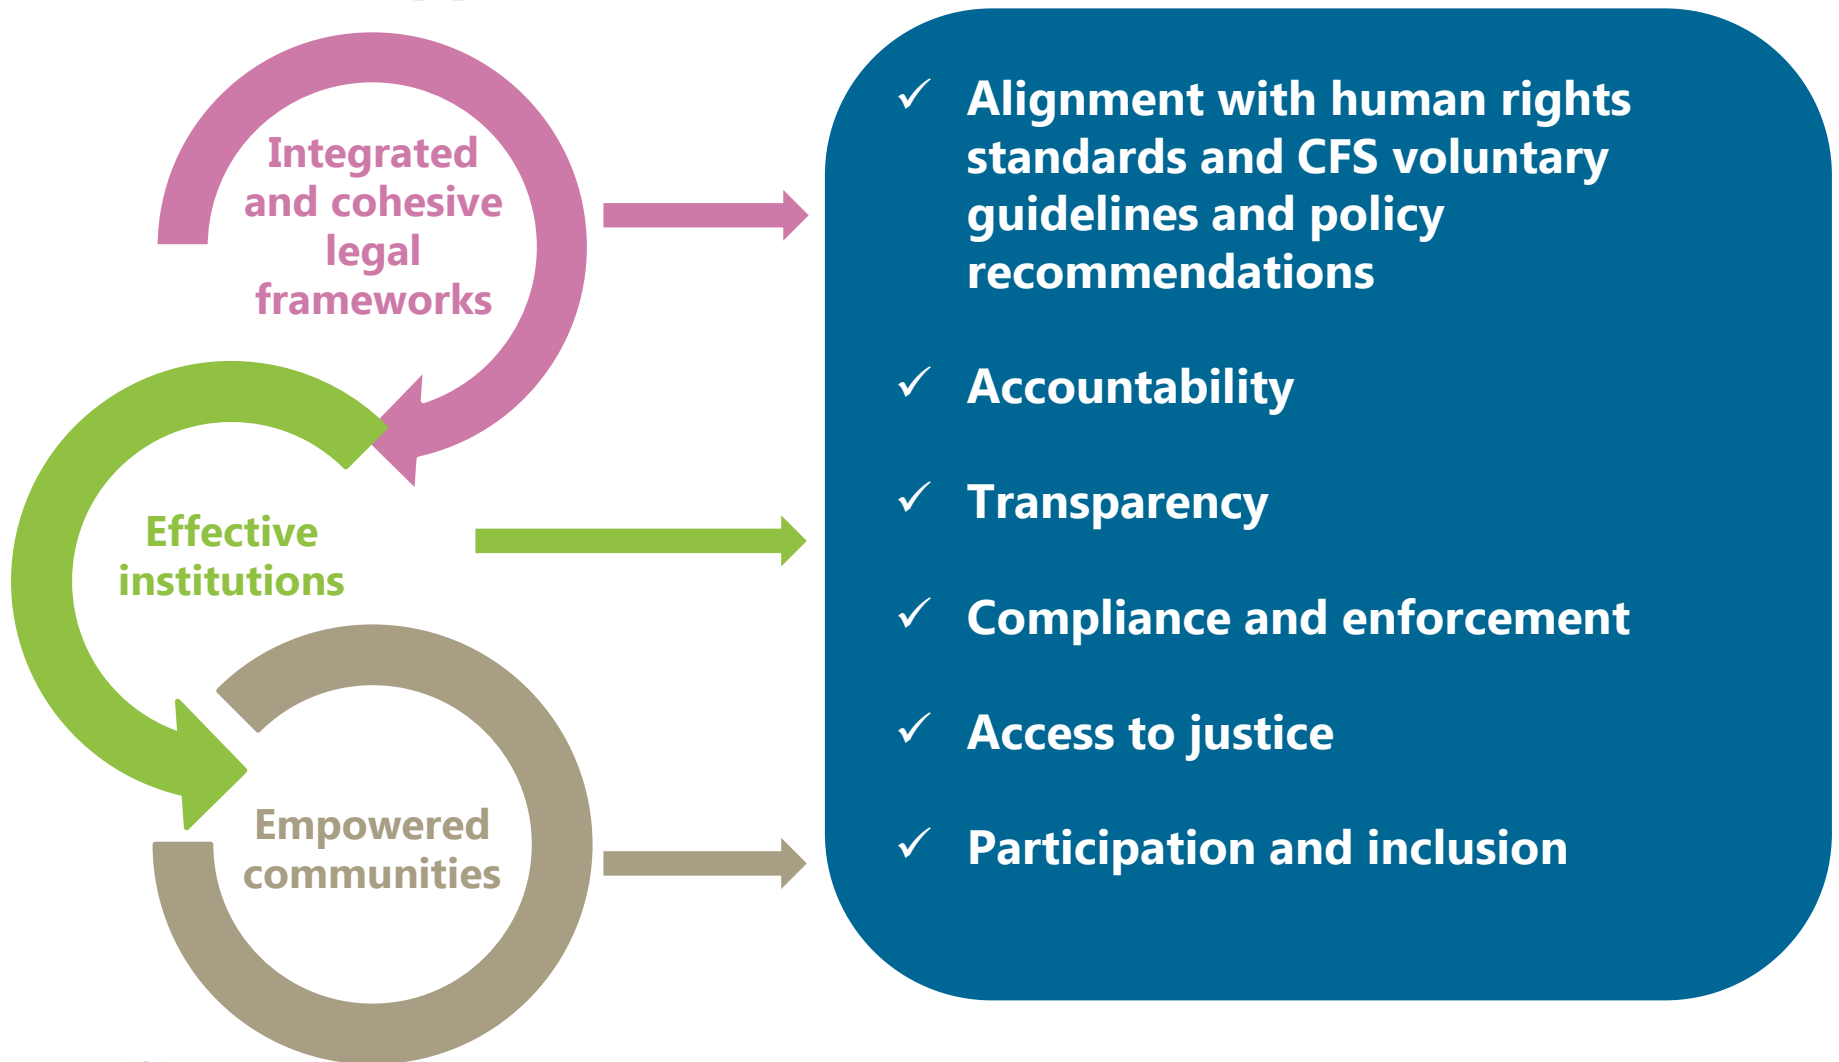 Integrated
and cohesive
legal
frameworks
Effective
institutions
Empowered
communities
✓ Alignment with human rights
standards and CFS voluntary
guidelines and policy
recommendations
✓ Accountability
✓ Transparency
✓ Compliance and enforcement
✓ Access to justice
✓ Participation and inclusion